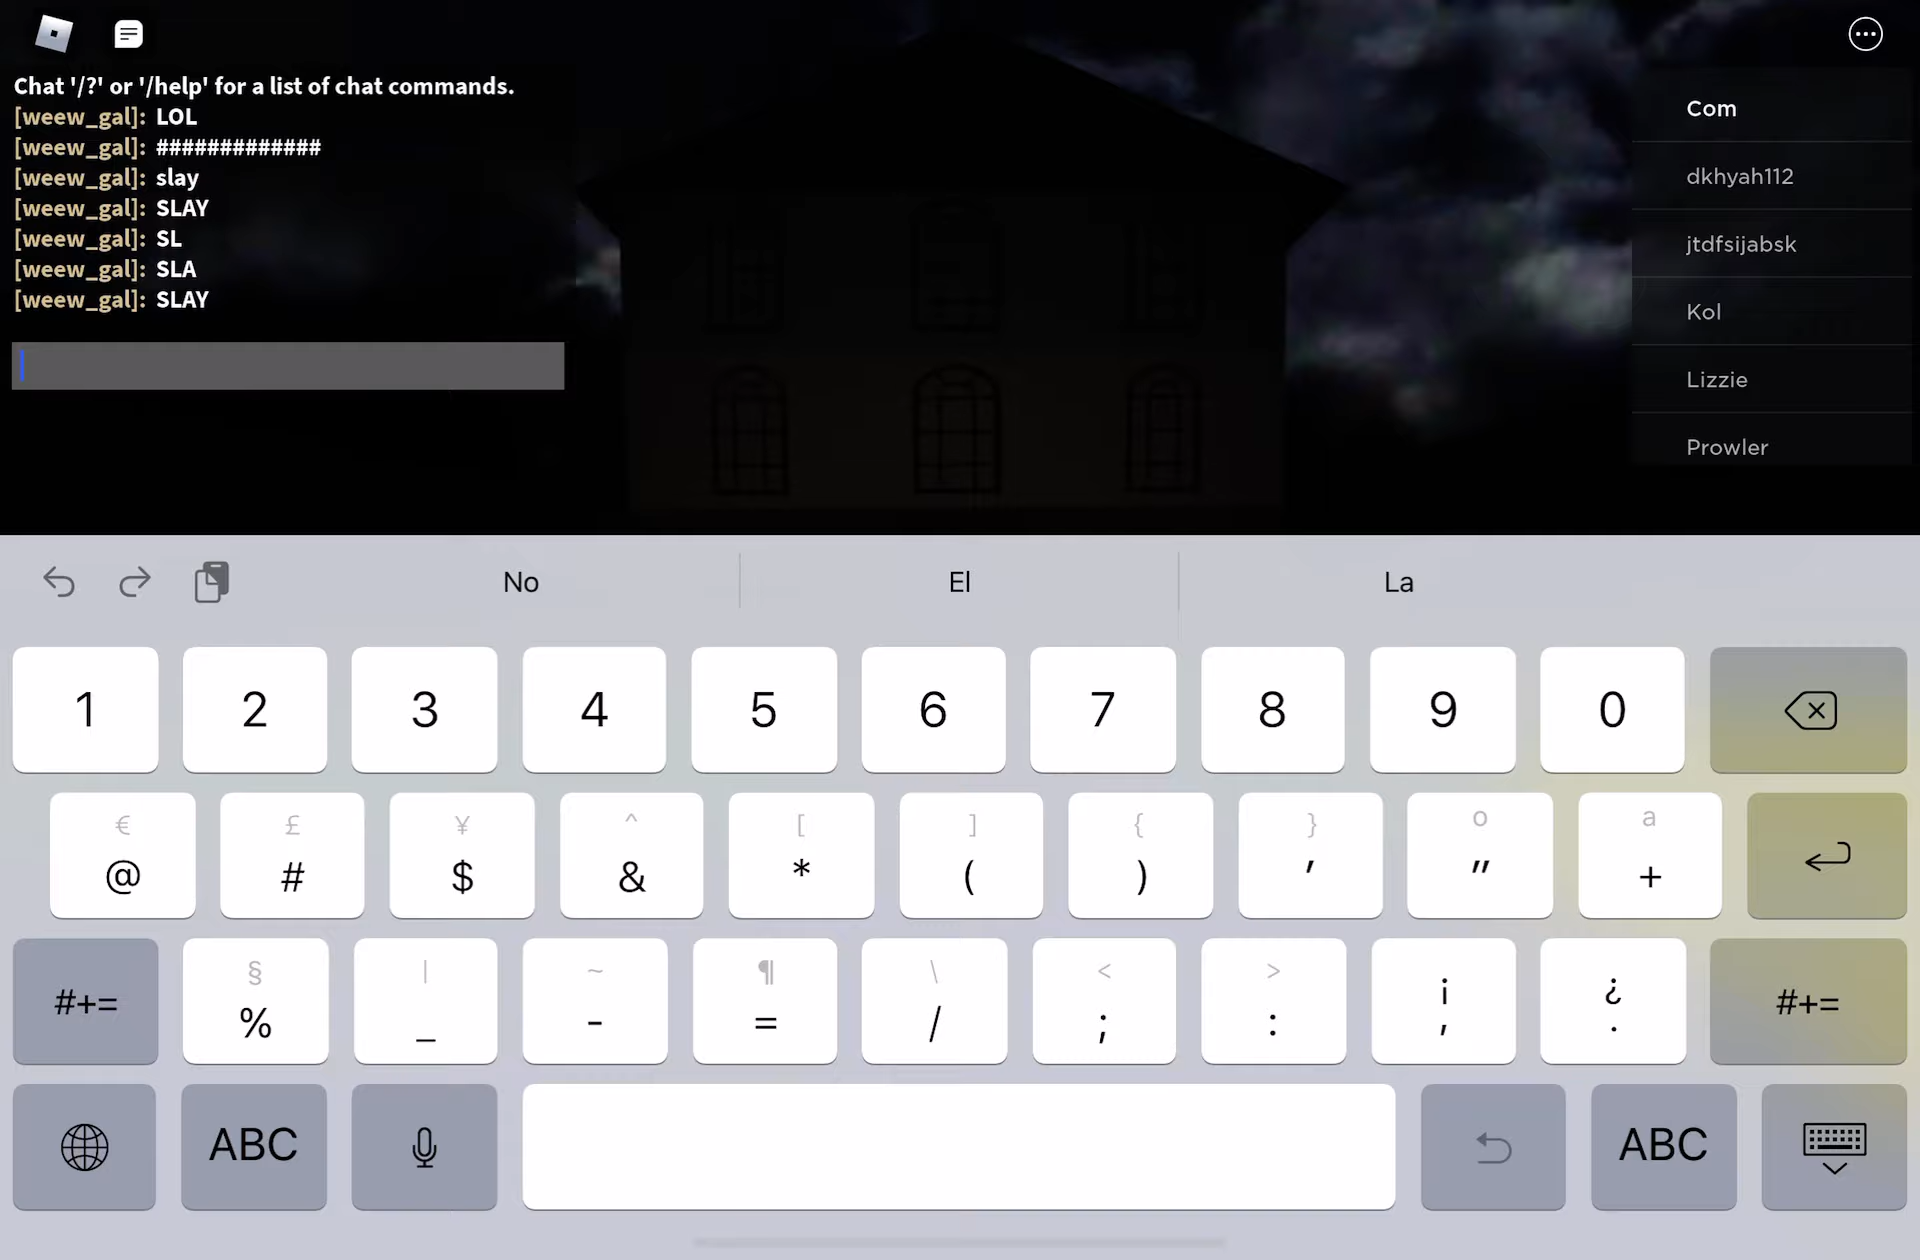 Chat '/?' or '/help' for a list of chat commands.
[weew_gal]: LOL
[weew_gal]: #############
[weew_gal]: slay
[weew_gal]: SLAY
[weew_gal]: SL
[weew_gal]: SLA
[weew_gal]: SLAY
Com
dkhyah112
jtdfsijabsk
Kol
Lizzie
Prowler
No El La
1 2 3 4 5 6 7 8 9 0
€ £ ¥ ^ [ ] { } º ª
@ # $ & * ( ) ' " +
§ | ~ ¶ \ < > ¡ ¿
#+= % _ - = / ; : , . #+=
ABC ABC